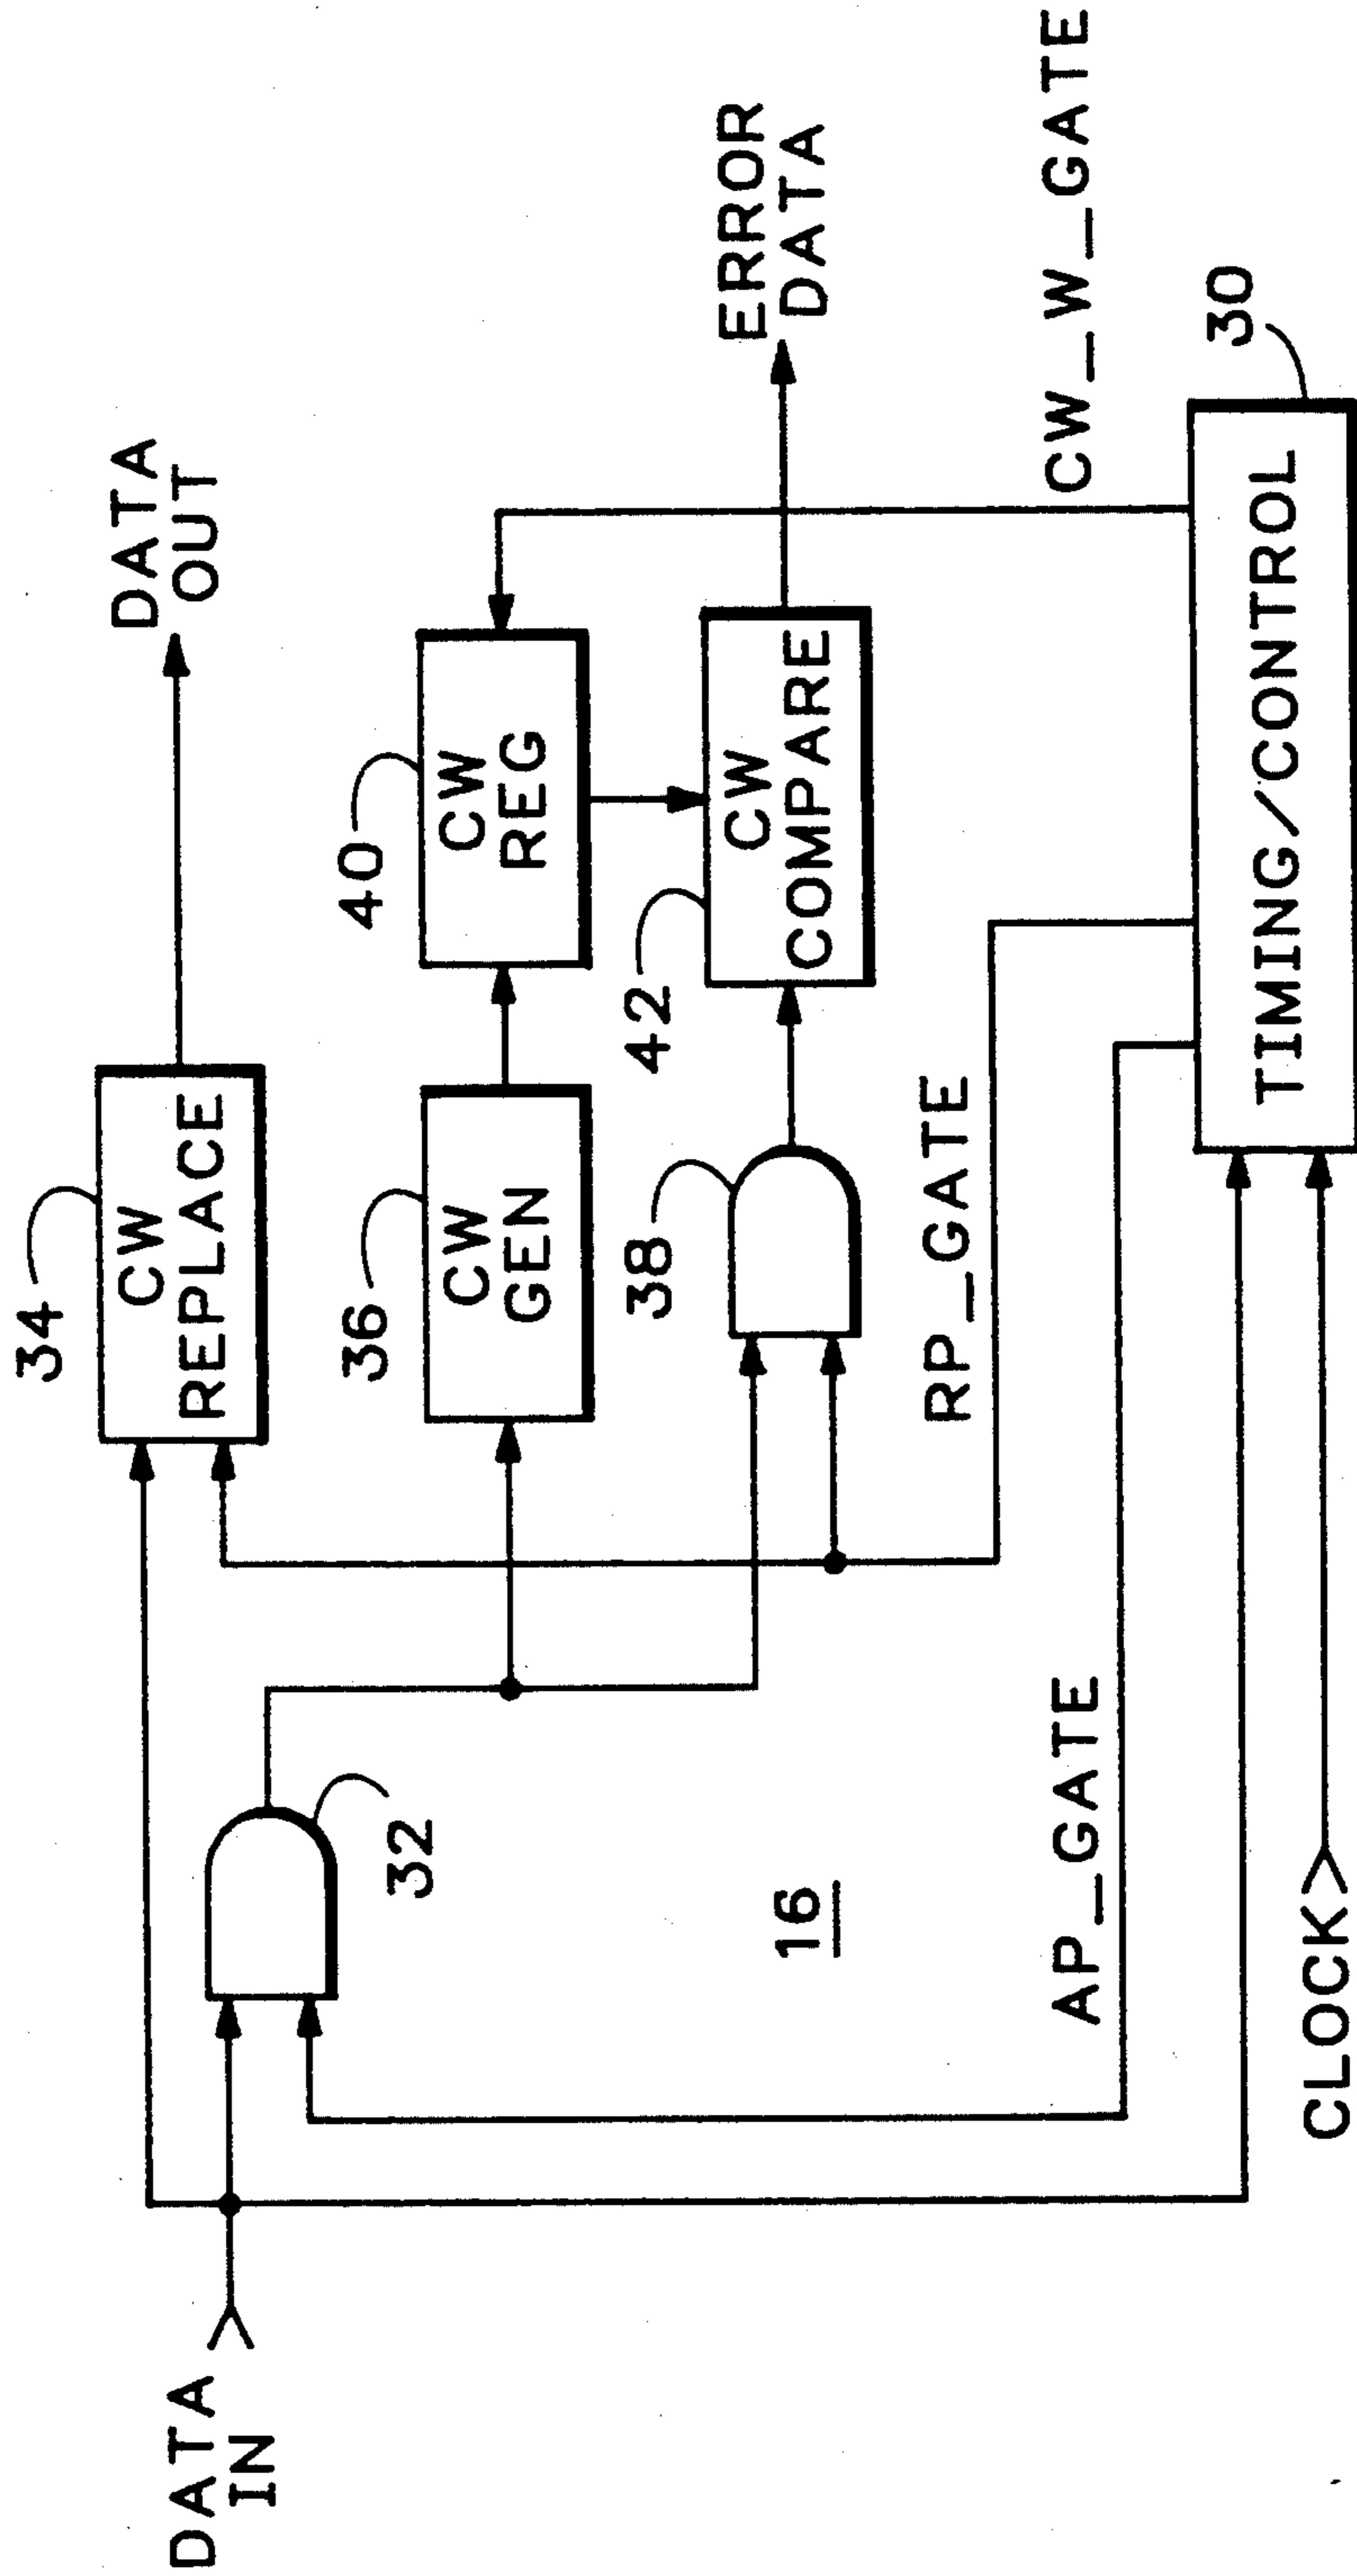 DATA
IN
34
CW
REPLACE
DATA
OUT
32
36
CW
GEN
40
CW
REG
38
42
CW
COMPARE
ERROR
DATA
16
RP_GATE
AP_GATE
CW_W_GATE
30
TIMING/CONTROL
CLOCK